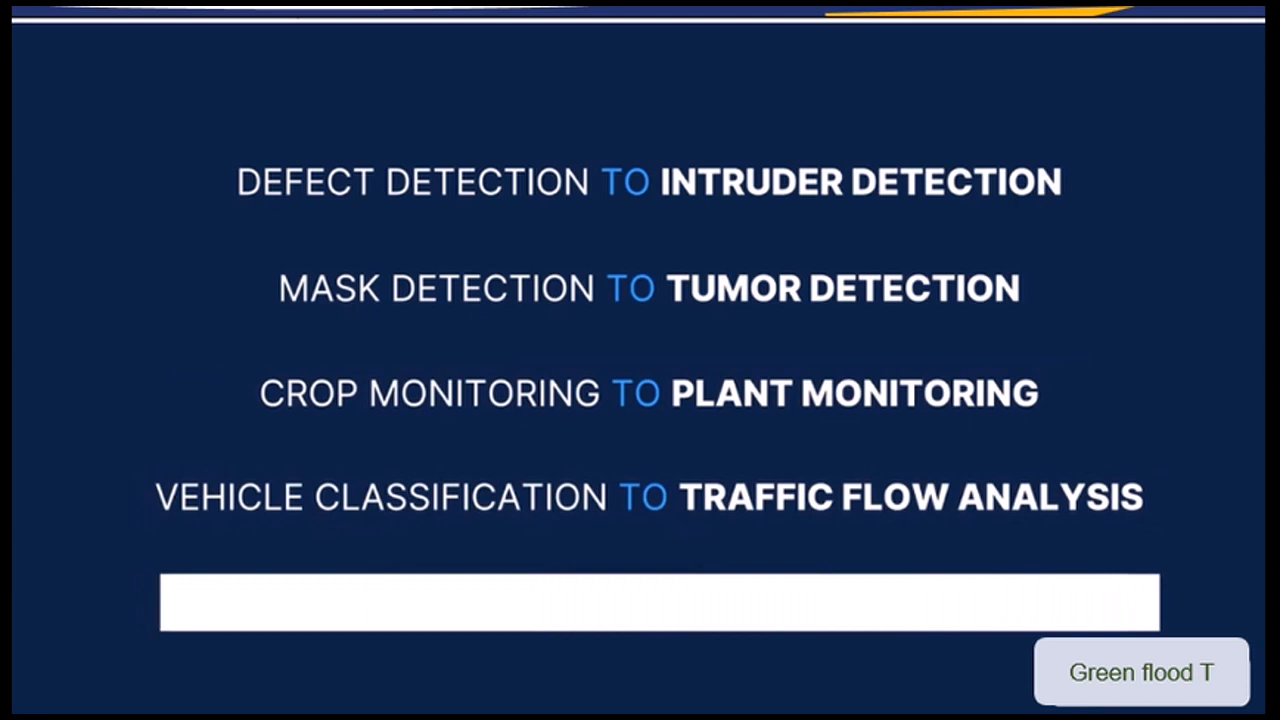 DEFECT DETECTION TO INTRUDER DETECTION
MASK DETECTION TO TUMOR DETECTION
CROP MONITORING TO PLANT MONITORING
VEHICLE CLASSIFICATION TO TRAFFIC FLOW ANALYSIS
Green flood T